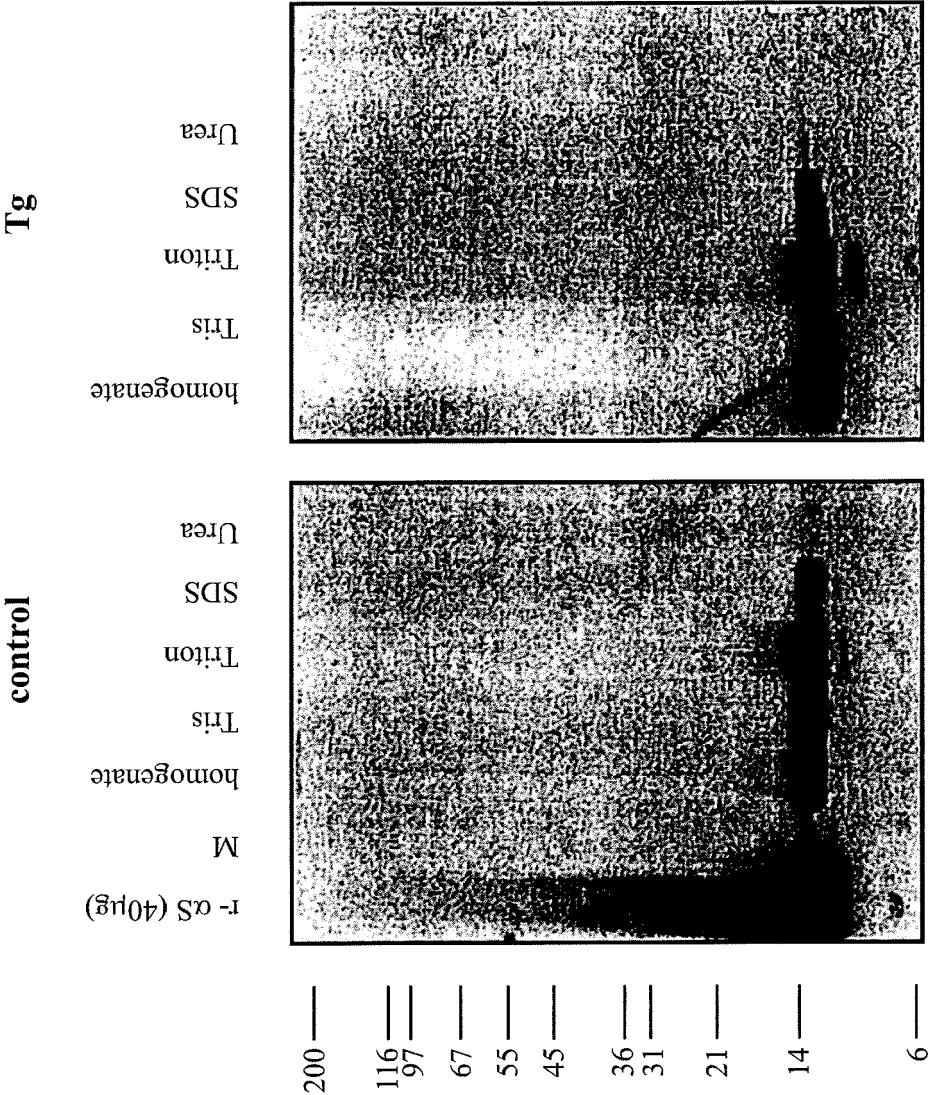 Tg
Urea
SDS
Triton
Tris
homogenate
control
Urea
SDS
Triton
Tris
homogenate
M
r- αS (40µg)
200
116
97
67
55
45
36
31
21
14
6